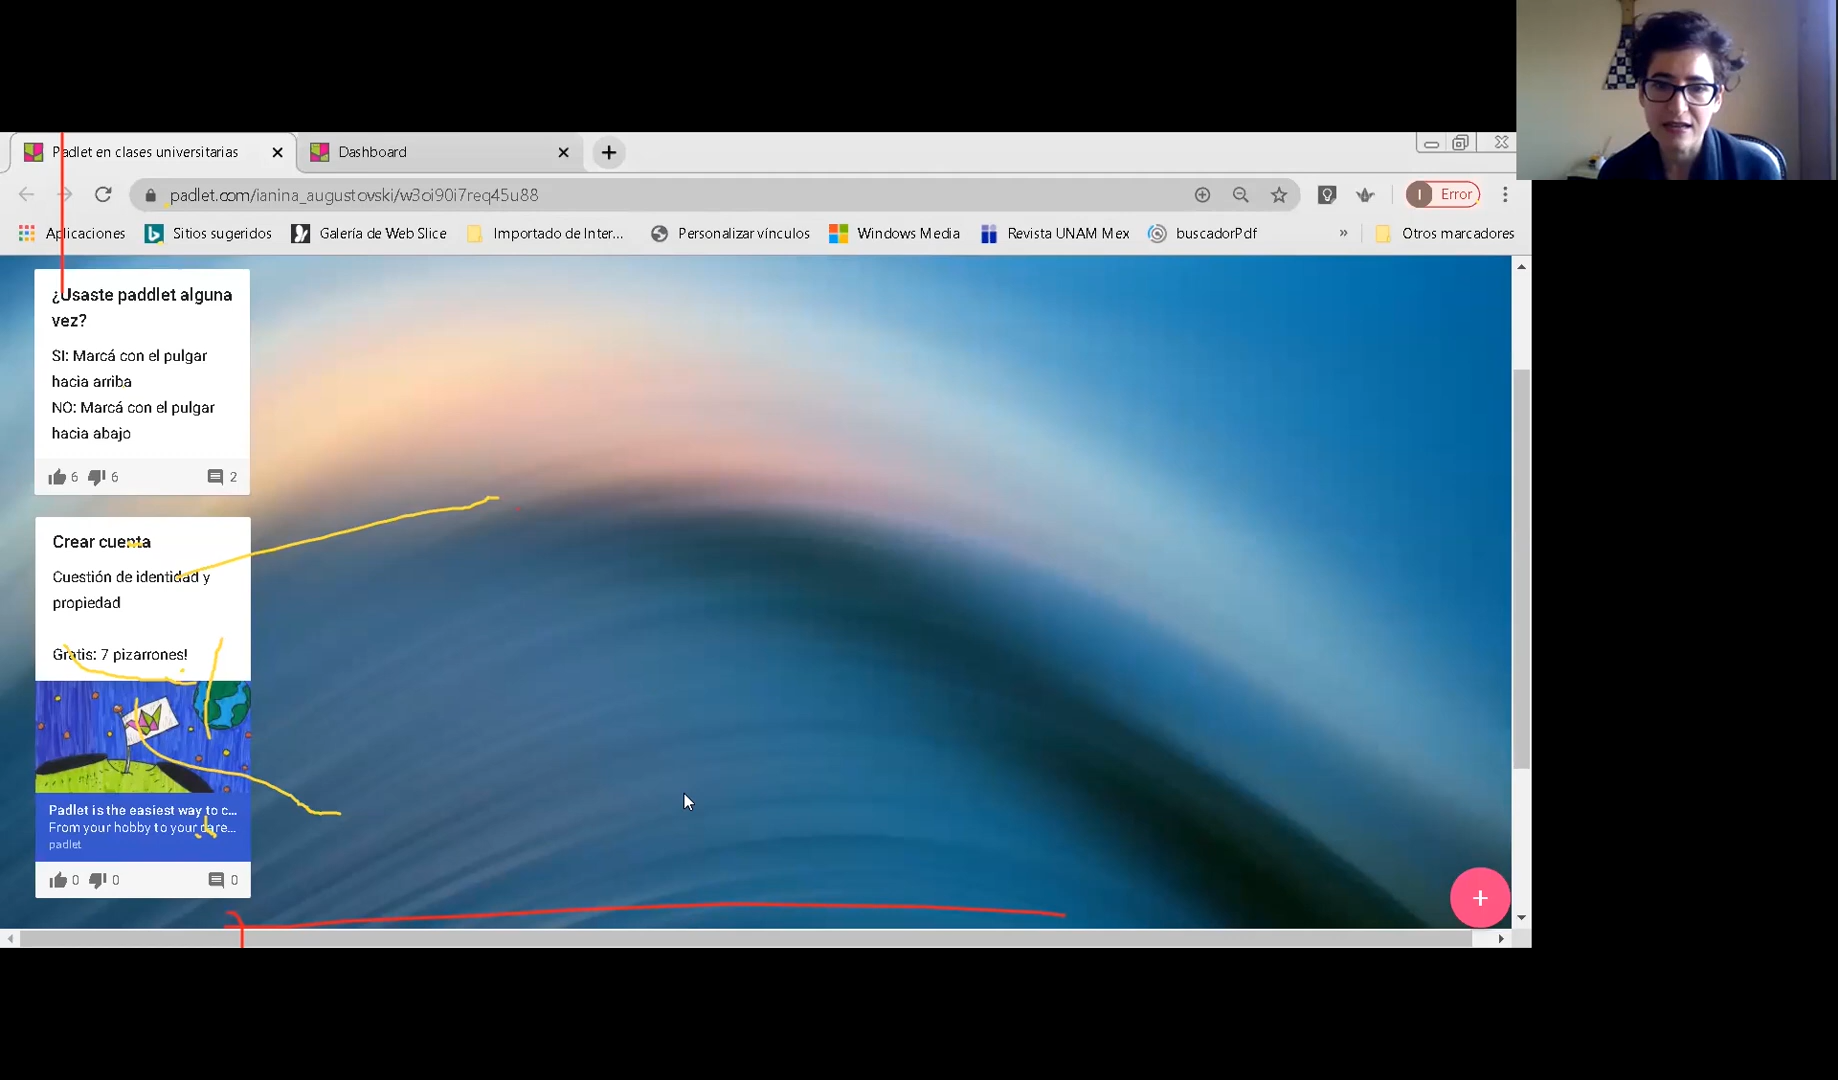 Padlet en clases universitarias
Dashboard
padlet.com/ianina_augustovski/w3oi90i7req45u88
I Error
Aplicaciones
Sitios sugeridos
Galería de Web Slice
Importado de Inter...
Personalizar vínculos
Windows Media
Revista UNAM Mex
buscadorPdf
»
Otros marcadores
¿Usaste paddlet alguna
vez?
SI: Marcá con el pulgar
hacia arriba
NO: Marcá con el pulgar
hacia abajo
6 6 2
Crear cuenta
Cuestión de identidad y
propiedad
Gratis: 7 pizarrones!
Padlet is the easiest way to c...
From your hobby to your care...
padlet
0 0 0